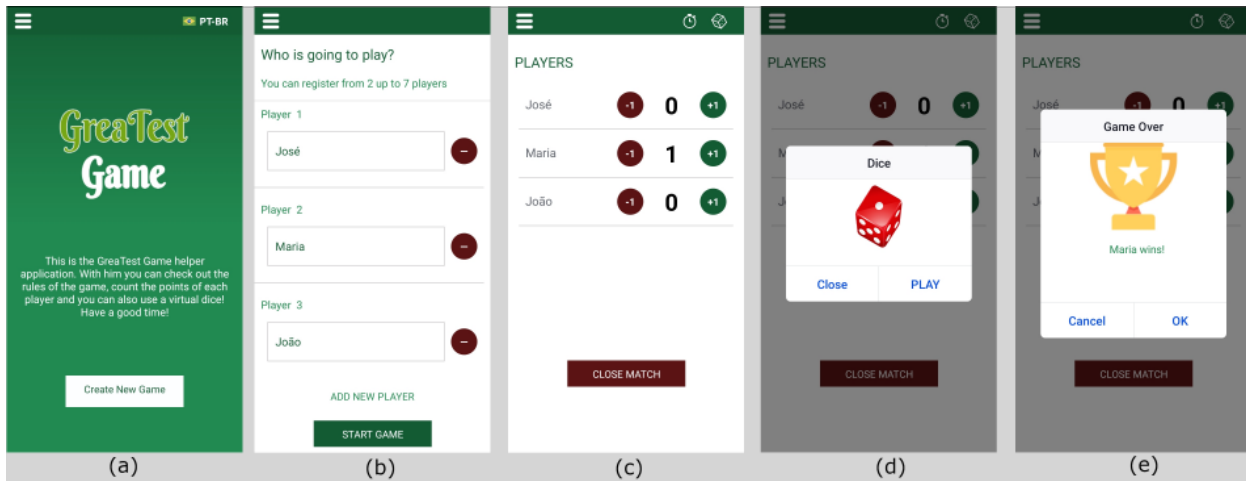 PT-BR
GreaTest
Game
This is the GreaTest Game helper
application. With him you can check out the
rules of the game, count the points of each
player and you can also use a virtual dice!
Have a good time!
Create New Game
(a)
Who is going to play?
You can register from 2 up to 7 players
Player 1
José
−
Player 2
Maria
−
Player 3
João
−
ADD NEW PLAYER
START GAME
(b)
PLAYERS
José -1 0 +1
Maria -1 1 +1
João -1 0 +1
CLOSE MATCH
(c)
PLAYERS
José -1 0 +1
M
Dice
J
Close PLAY
CLOSE MATCH
(d)
PLAYERS
José -1 0 +1
Game Over
M
J
Maria wins!
Cancel OK
CLOSE MATCH
(e)